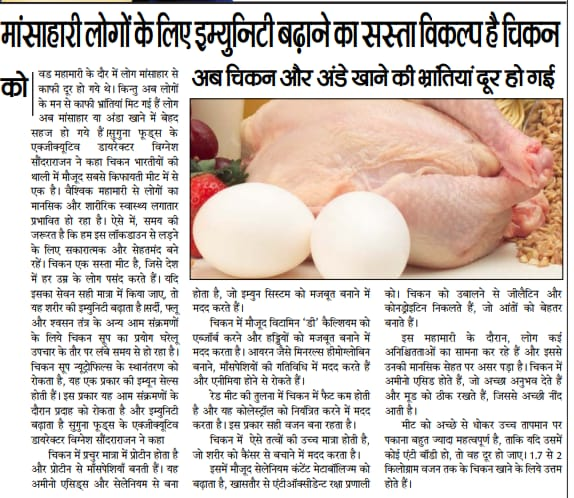 मांसाहारी लोगों के लिए इम्युनिटी बढ़ाने का सस्ता विकल्प है चिकन
अब चिकन और अंडे खाने की भ्रांतियां दूर हो गई
कोवड महामारी के दौर में लोग मांसाहार से
काफी दूर हो गये थे। किन्तु अब लोगों
के मन से काफी भ्रांतियां मिट गई हैं लोग
अब मांसाहार या अंडा खाने में बेहद
सहज हो गये हैं।सुगुना फूड्स के
एक्जीक्यूटिव डायरेक्टर विग्नेश
सौंदराराजन ने कहा चिकन भारतीयों की
थाली में मौजूद सबसे किफायती मीट में से
एक है। वैश्विक महामारी से लोगों का
मानसिक और शारीरिक स्वास्थ्य लगातार
प्रभावित हो रहा है। ऐसे में, समय की
जरूरत है कि हम इस लॉकडाउन से लड़ने
के लिए सकारात्मक और सेहतमंद बने
रहें। चिकन एक सस्ता मीट है, जिसे देश
में हर उम्र के लोग पसंद करते हैं। यदि
इसका सेवन सही मात्रा में किया जाए, तो
यह शरीर की इम्युनिटी बढ़ाता है।सर्दी, फ्लू
और श्वसन तंत्र के अन्य आम संक्रमणों
के लिये चिकन सूप का प्रयोग घरेलू
उपचार के तौर पर लंबे समय से हो रहा है।
चिकन सूप न्यूट्रोफिल्स के स्थानंतरण को
रोकता है, यह एक प्रकार की इम्यून सेल्स
होती हैं। इस प्रकार यह आम संक्रमणों के
दौरान प्रदाह को रोकता है और इम्युनिटी
बढ़ाता है सुगुना फूड्स के एक्जीक्यूटिव
डायरेक्टर विग्नेश सौंदराराजन ने कहा
चिकन में प्रचुर मात्रा में प्रोटीन होता है
और प्रोटीन से माँसपेशियाँ बनती हैं। यह
अमीनो एसिड्स और सेलेनियम से बना
होता है, जो इम्युन सिस्टम को मजबूत बनाने में
मदद करते हैं।
चिकन में मौजूद विटामिन 'डी' कैल्शियम को
एब्जॉर्ब करने और हड्डियों को मजबूत बनाने में
मदद करता है। आयरन जैसे मिनरल्स हीमोग्लोबिन
बनाने, माँसपेशियों की गतिविधि में मदद करते हैं
और एनीमिया होने से रोकते हैं।
रेड मीट की तुलना में चिकन में फैट कम होती
है और यह कोलेस्ट्रॉल को नियंत्रित करने में मदद
करता है। इस प्रकार सही वजन बना रहता है।
चिकन में ऐसे तत्वों की उच्च मात्रा होती है,
जो शरीर को कैंसर से बचाने में मदद करती है।
इसमें मौजूद सेलेनियम कंटेंट मेटाबॉल्जिम को
बढ़ाता है, खासतौर से एंटीऑक्सीडेन्ट रक्षा प्रणाली
को। चिकन को उबालने से जीलैटिन और
कोनड्रोइटिन निकलते हैं, जो आंतों को बेहतर
बनाते हैं।
इस महामारी के दौरान, लोग कई
अनिश्चितताओं का सामना कर रहे हैं और इससे
उनकी मानसिक सेहत पर असर पड़ा है। चिकन में
अमीनो एसिड होते हैं, जो अच्छा अनुभव देते हैं
और मूड को ठीक रखते हैं, जिससे अच्छी नींद
आती है।
मीट को अच्छे से धोकर उच्च तापमान पर
पकाना बहुत ज्यादा महत्वपूर्ण है, ताकि यदि उसमें
कोई एंटी बॉडी हो, तो वह दूर हो जाए। 1.7 से 2
किलोग्राम वजन तक के चिकन खाने के लिये उत्तम
होते हैं।